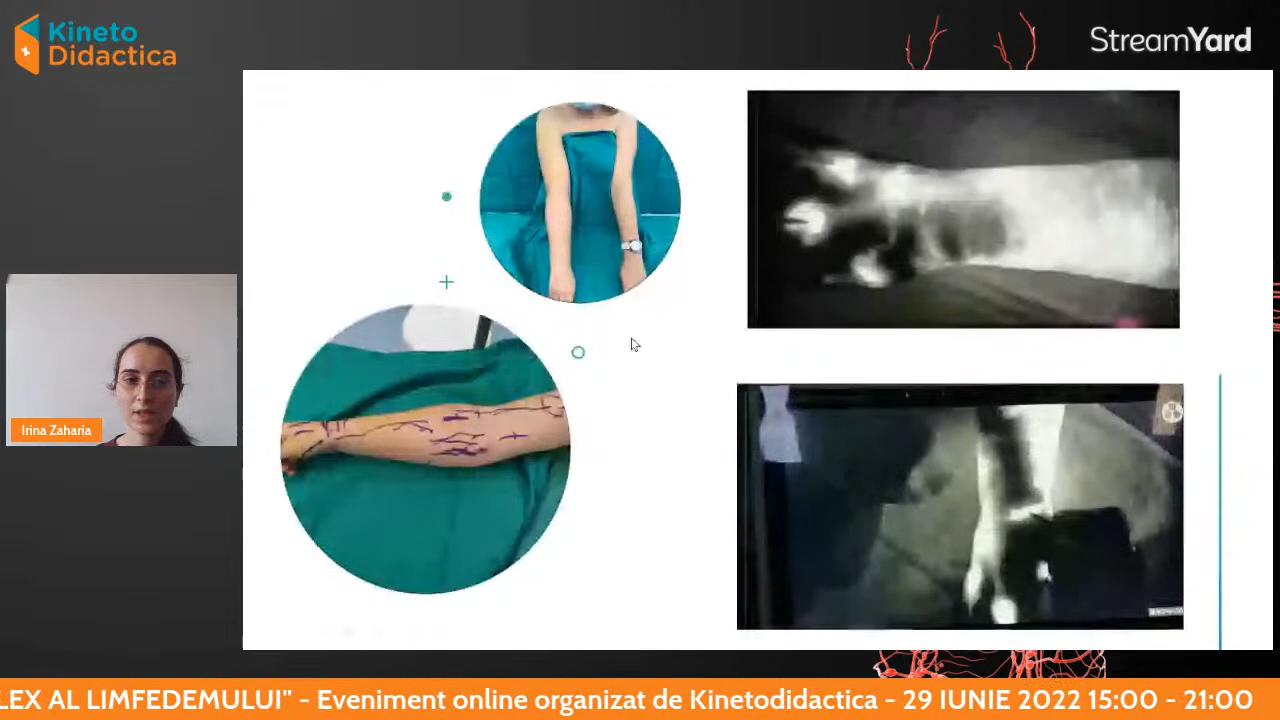 Kineto
Didactica
StreamYard
Irina Zaharia
LEX AL LIMFEDEMULUI" - Eveniment online organizat de Kinetodidactica - 29 IUNIE 2022 15:00 - 21:00